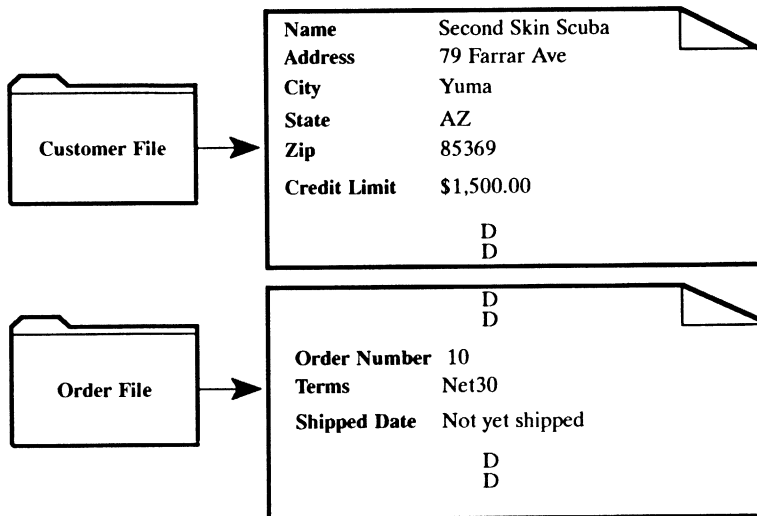 Name Second Skin Scuba
Address 79 Farrar Ave
City Yuma
State AZ
Zip 85369
Customer File
Credit Limit $1,500.00
D
D
D
D
Order Number 10
Terms Net30
Order File
Shipped Date Not yet shipped
D
D